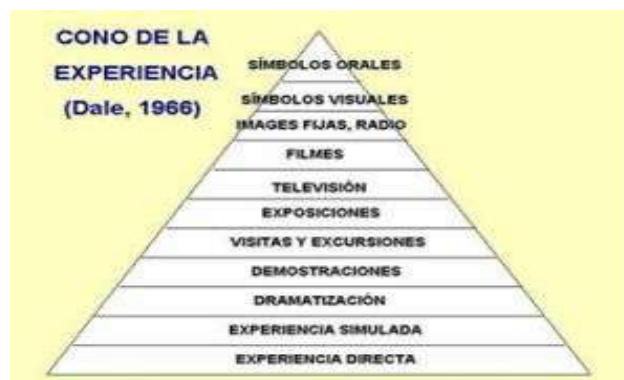 CONO DE LA
EXPERIENCIA
(Dale, 1966)
SÍMBOLOS ORALES
SÍMBOLOS VISUALES
IMAGES FIJAS, RADIO
FILMES
TELEVISIÓN
EXPOSICIONES
VISITAS Y EXCURSIONES
DEMOSTRACIONES
DRAMATIZACIÓN
EXPERIENCIA SIMULADA
EXPERIENCIA DIRECTA